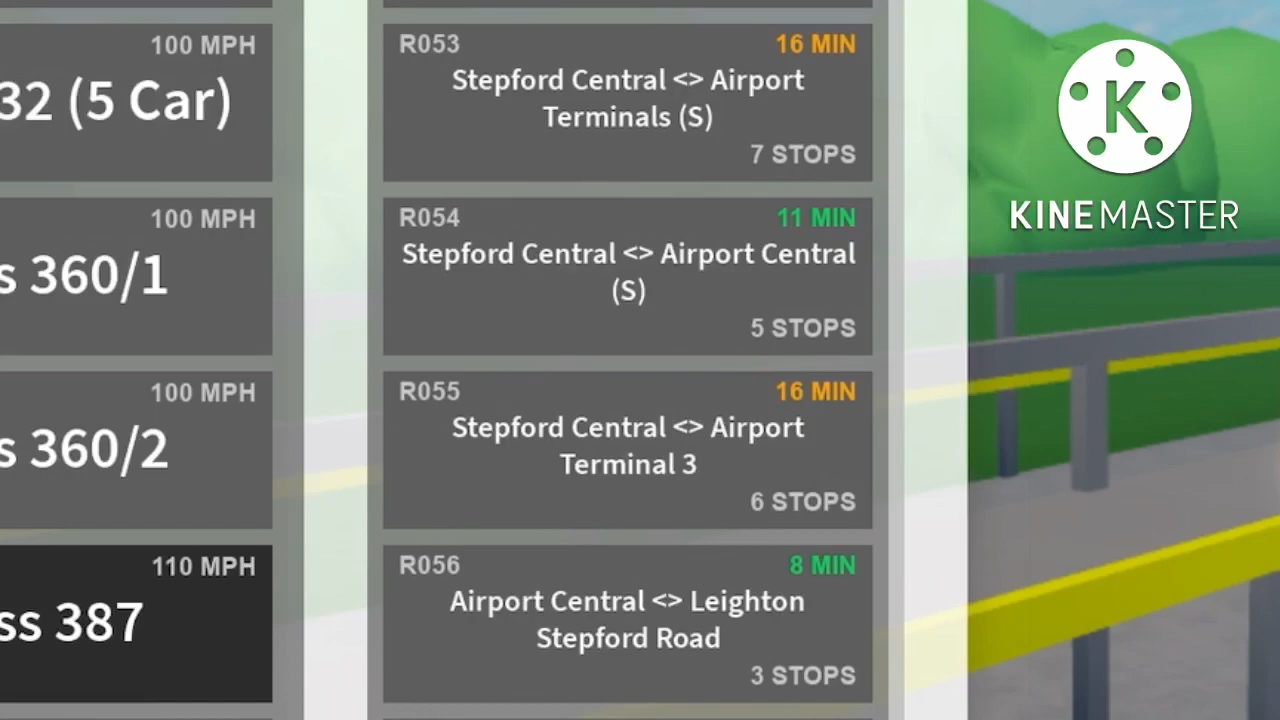 100 MPH
32 (5 Car)
100 MPH
s 360/1
100 MPH
s 360/2
110 MPH
ss 387
R053
16 MIN
Stepford Central <> Airport
Terminals (S)
7 STOPS
R054
11 MIN
Stepford Central <> Airport Central
(S)
5 STOPS
R055
16 MIN
Stepford Central <> Airport
Terminal 3
6 STOPS
R056
8 MIN
Airport Central <> Leighton
Stepford Road
3 STOPS
K
KINEMASTER